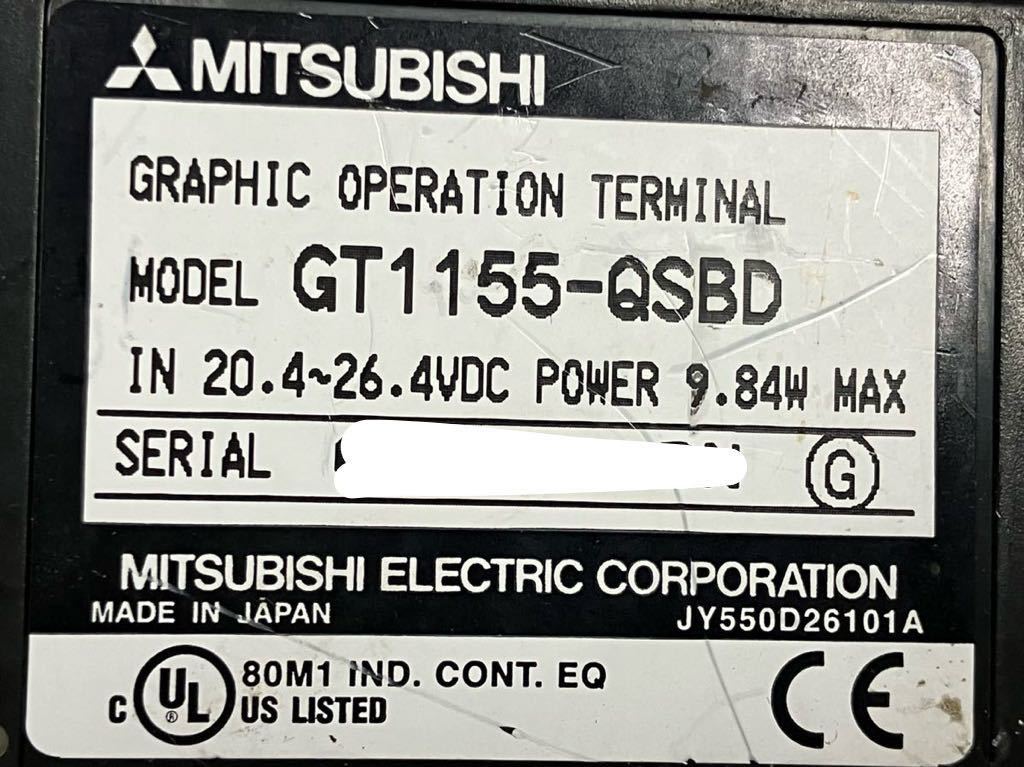 MITSUBISHI
GRAPHIC OPERATION TERMINAL
MODEL GT1155-QSBD
IN 20.4~26.4VDC POWER 9.84W MAX
SERIAL G
MITSUBISHI ELECTRIC CORPORATION
MADE IN JAPAN JY550D26101A
C UL ® 80M1 IND. CONT. EQ
US LISTED
CE